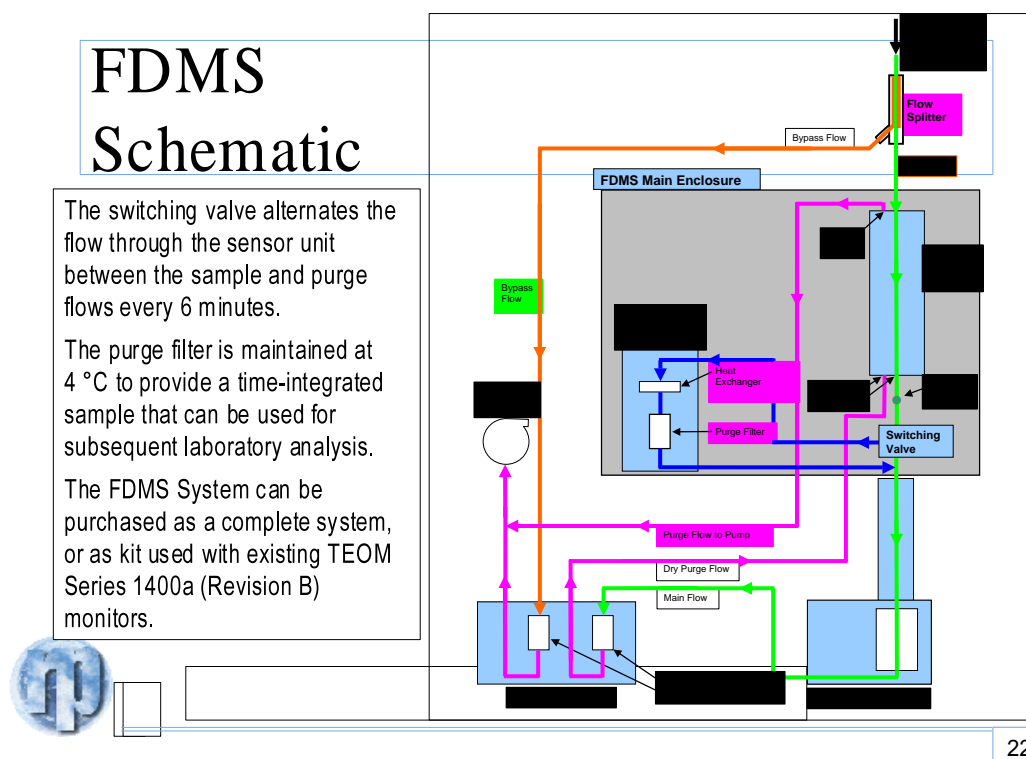 FDMS
Schematic
The switching valve alternates the
flow through the sensor unit
between the sample and purge
flows every 6 minutes.
The purge filter is maintained at
4 °C to provide a time-integrated
sample that can be used for
subsequent laboratory analysis.
The FDMS System can be
purchased as a complete system,
or as kit used with existing TEOM
Series 1400a (Revision B)
monitors.
Flow
Splitter
Bypass Flow
FDMS Main Enclosure
Bypass
Flow
Heat
Exchanger
Purge Filter
Switching
Valve
Purge Flow to Pump
Dry Purge Flow
Main Flow
22